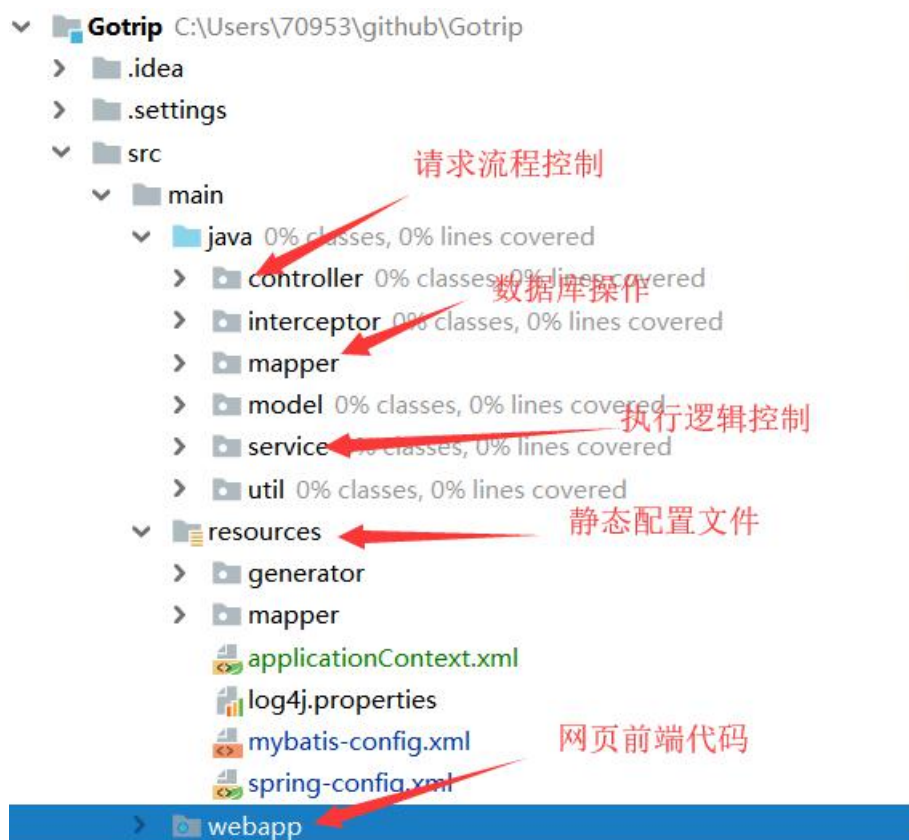 Gotrip C:\Users\70953\github\Gotrip
.idea
.settings
src
请求流程控制
main
java 0% classes, 0% lines covered
controller 0% classes, 0% lines covered
数据库操作
interceptor 0% classes, 0% lines covered
mapper
model 0% classes, 0% lines covered
执行逻辑控制
service 0% classes, 0% lines covered
util 0% classes, 0% lines covered
静态配置文件
resources
generator
mapper
applicationContext.xml
log4j.properties
网页前端代码
mybatis-config.xml
spring-config.xml
webapp